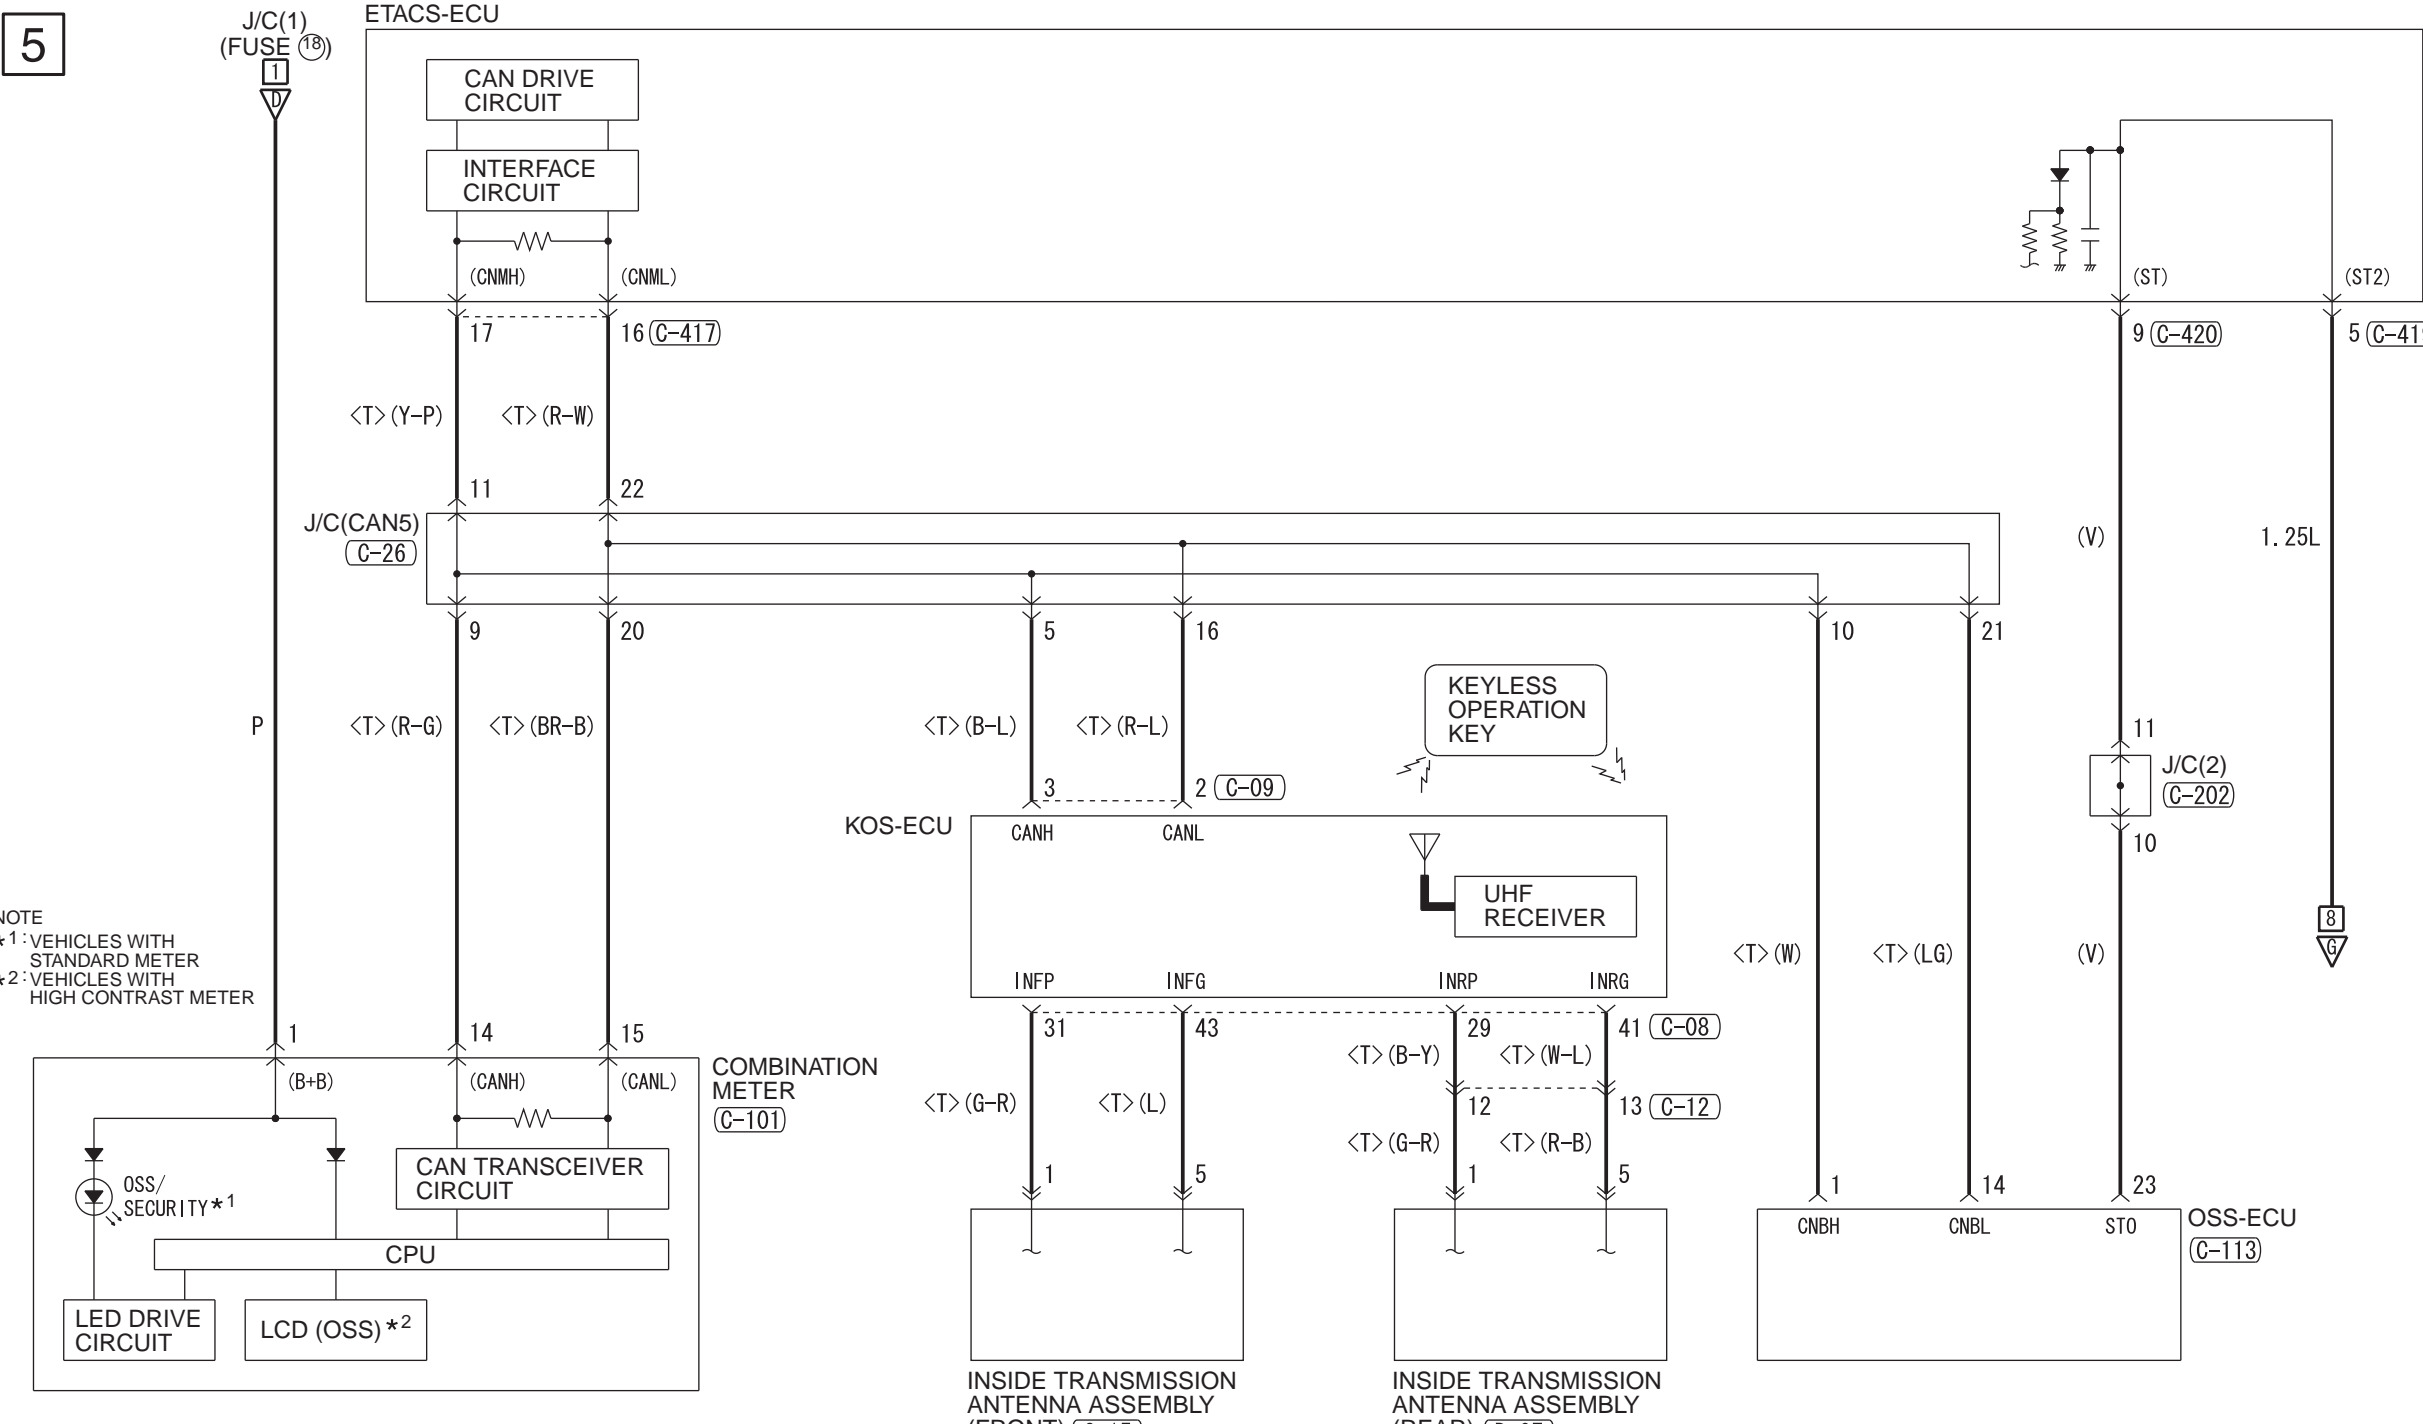 5
J/C(1)
(FUSE 18)
1
D
ETACS-ECU
CAN DRIVE
CIRCUIT
INTERFACE
CIRCUIT
(CNMH)
(CNML)
(ST)
(ST2)
17
16 C-417
9 C-420
5
<T>(Y-P)
<T>(R-W)
11
22
J/C(CAN5)
C-26
(V)
1.25L
9
20
5
16
10
21
P
<T>(R-G)
<T>(BR-B)
<T>(B-L)
<T>(R-L)
KEYLESS
OPERATION
KEY
11
J/C(2)
C-202
10
3
2 C-09
KOS-ECU
CANH
CANL
UHF
RECEIVER
INFP
INFG
INRP
INRG
NOTE
*1:VEHICLES WITH
STANDARD METER
*2:VEHICLES WITH
HIGH CONTRAST METER
<T>(W)
<T>(LG)
(V)
8
G
1
14
15
COMBINATION
METER
C-101
(B+B)
(CANH)
(CANL)
31
43
29
41 C-08
<T>(B-Y)
<T>(W-L)
<T>(G-R)
<T>(L)
12
13 C-12
<T>(G-R)
<T>(R-B)
1
5
1
5
1
14
23
CNBH
CNBL
STO
OSS-ECU
C-113
OSS/
SECURITY*1
CAN TRANSCEIVER
CIRCUIT
CPU
LED DRIVE
CIRCUIT
LCD (OSS)*2
INSIDE TRANSMISSION
ANTENNA ASSEMBLY
(FRONT)
INSIDE TRANSMISSION
ANTENNA ASSEMBLY
(REAR)